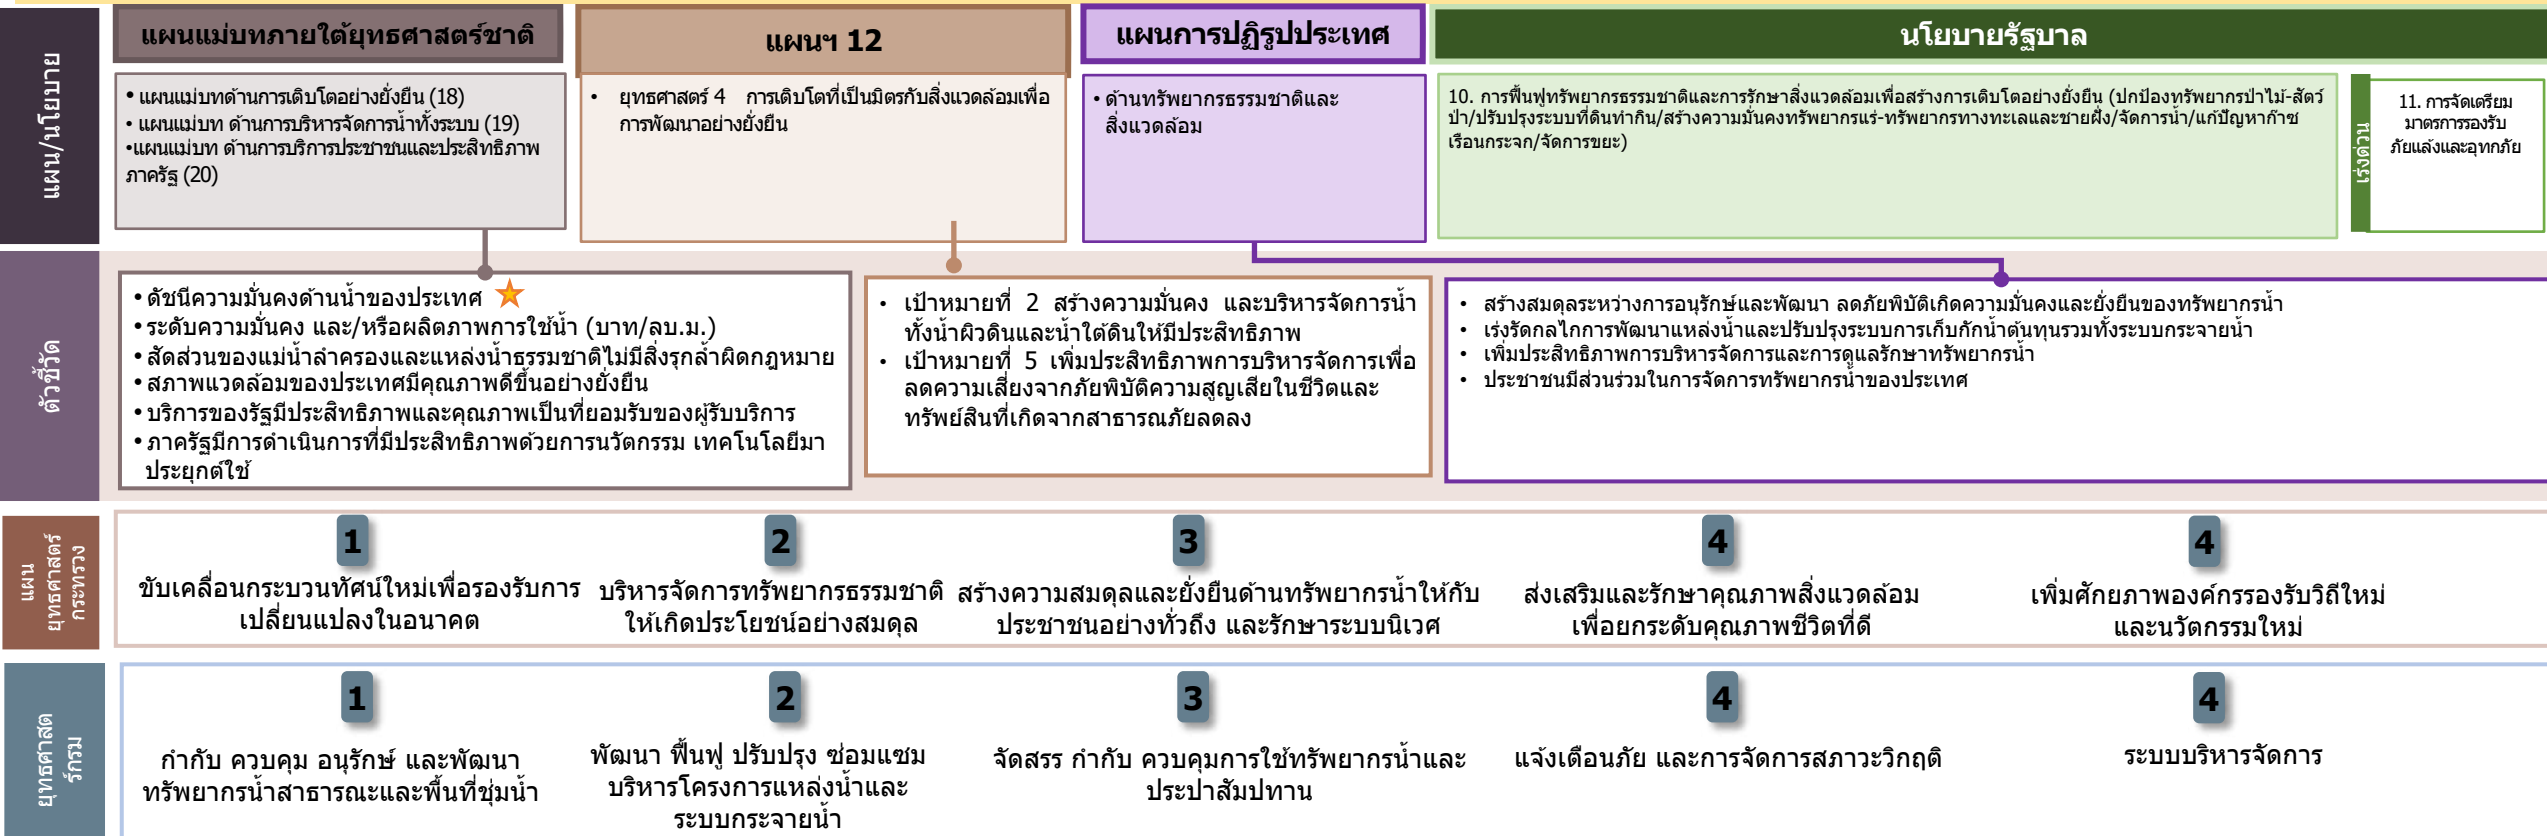 แผน/นโยบาย
แผนแม่บทภายใต้ยุทธศาสตร์ชาติ
• แผนแม่บทด้านการเติบโตอย่างยั่งยืน (18)
• แผนแม่บท ด้านการบริหารจัดการน้ำทั้งระบบ (19)
•แผนแม่บท ด้านการบริการประชาชนและประสิทธิภาพ
ภาครัฐ (20)
แผนฯ 12
• ยุทธศาสตร์ 4 การเติบโตที่เป็นมิตรกับสิ่งแวดล้อมเพื่อ
การพัฒนาอย่างยั่งยืน
แผนการปฏิรูปประเทศ
• ด้านทรัพยากรธรรมชาติและ
สิ่งแวดล้อม
นโยบายรัฐบาล
10. การฟื้นฟูทรัพยากรธรรมชาติและการรักษาสิ่งแวดล้อมเพื่อสร้างการเติบโตอย่างยั่งยืน (ปกป้องทรัพยากรป่าไม้-สัตว์
ป่า/ปรับปรุงระบบที่ดินทำกิน/สร้างความมั่นคงทรัพยากรแร่-ทรัพยากรทางทะเลและชายฝั่ง/จัดการน้ำ/แก้ปัญหาก๊าซ
เรือนกระจก/จัดการขยะ)
เร่งด่วน
11. การจัดเตรียม
มาตรการรองรับ
ภัยแล้งและอุทกภัย
ตัวชี้วัด
• ดัชนีความมั่นคงด้านน้ำของประเทศ
• ระดับความมั่นคง และ/หรือผลิตภาพการใช้น้ำ (บาท/ลบ.ม.)
• สัดส่วนของแม่น้ำลำครองและแหล่งน้ำธรรมชาติไม่มีสิ่งรุกล้ำผิดกฎหมาย
• สภาพแวดล้อมของประเทศมีคุณภาพดีขึ้นอย่างยั่งยืน
• บริการของรัฐมีประสิทธิภาพและคุณภาพเป็นที่ยอมรับของผู้รับบริการ
• ภาครัฐมีการดำเนินการที่มีประสิทธิภาพด้วยการนวัตกรรม เทคโนโลยีมา
ประยุกต์ใช้
• เป้าหมายที่ 2 สร้างความมั่นคง และบริหารจัดการน้ำ
ทั้งน้ำผิวดินและน้ำใต้ดินให้มีประสิทธิภาพ
• เป้าหมายที่ 5 เพิ่มประสิทธิภาพการบริหารจัดการเพื่อ
ลดความเสี่ยงจากภัยพิบัติความสูญเสียในชีวิตและ
ทรัพย์สินที่เกิดจากสาธารณภัยลดลง
• สร้างสมดุลระหว่างการอนุรักษ์และพัฒนา ลดภัยพิบัติเกิดความมั่นคงและยั่งยืนของทรัพยากรน้ำ
• เร่งรัดกลไกการพัฒนาแหล่งน้ำและปรับปรุงระบบการเก็บกักน้ำต้นทุนรวมทั้งระบบกระจายน้ำ
• เพิ่มประสิทธิภาพการบริหารจัดการและการดูแลรักษาทรัพยากรน้ำ
• ประชาชนมีส่วนร่วมในการจัดการทรัพยากรน้ำของประเทศ
แผน
ยุทธศาสตร์
กระทรวง
1
ขับเคลื่อนกระบวนทัศน์ใหม่เพื่อรองรับการ
เปลี่ยนแปลงในอนาคต
2
บริหารจัดการทรัพยากรธรรมชาติ
ให้เกิดประโยชน์อย่างสมดุล
3
สร้างความสมดุลและยั่งยืนด้านทรัพยากรน้ำให้กับ
ประชาชนอย่างทั่วถึง และรักษาระบบนิเวศ
4
ส่งเสริมและรักษาคุณภาพสิ่งแวดล้อม
เพื่อยกระดับคุณภาพชีวิตที่ดี
4
เพิ่มศักยภาพองค์กรรองรับวิถีใหม่
และนวัตกรรมใหม่
ยุทธศาสต
ร์กรม
1
กำกับ ควบคุม อนุรักษ์ และพัฒนา
ทรัพยากรน้ำสาธารณะและพื้นที่ชุ่มน้ำ
2
พัฒนา ฟื้นฟู ปรับปรุง ซ่อมแซม
บริหารโครงการแหล่งน้ำและ
ระบบกระจายน้ำ
3
จัดสรร กำกับ ควบคุมการใช้ทรัพยากรน้ำและ
ประปาสัมปทาน
4
แจ้งเตือนภัย และการจัดการสภาวะวิกฤติ
4
ระบบบริหารจัดการ